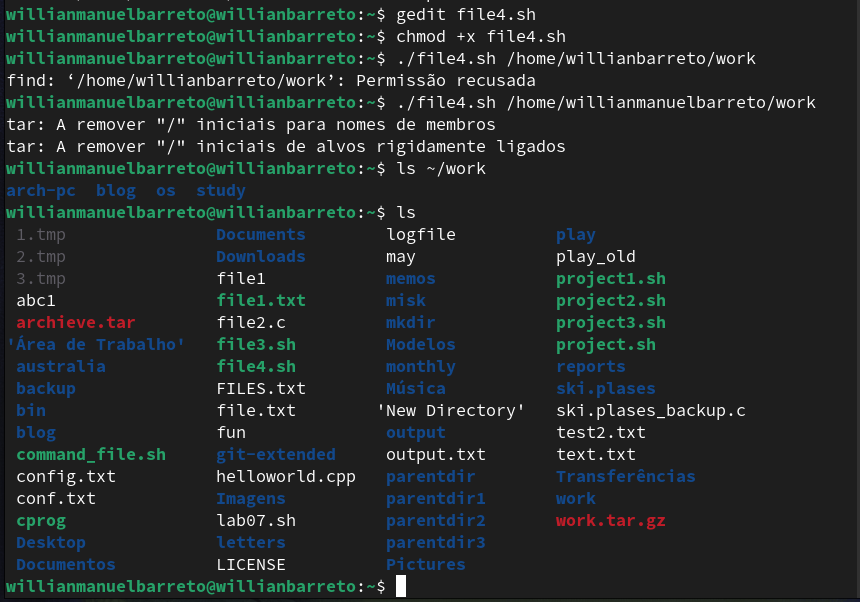 willianmanuelbarreto@willianbarreto:~$ gedit file4.sh
willianmanuelbarreto@willianbarreto:~$ chmod +x file4.sh
willianmanuelbarreto@willianbarreto:~$ ./file4.sh /home/willianbarreto/work
find: ‘/home/willianbarreto/work’: Permissão recusada
willianmanuelbarreto@willianbarreto:~$ ./file4.sh /home/willianmanuelbarreto/work
tar: A remover "/" iniciais para nomes de membros
tar: A remover "/" iniciais de alvos rigidamente ligados
willianmanuelbarreto@willianbarreto:~$ ls ~/work
arch-pc  blog  os  study
willianmanuelbarreto@willianbarreto:~$ ls
 1.tmp               Documents        logfile           play
 2.tmp               Downloads        may               play_old
 3.tmp               file1            memos             project1.sh
 abc1                file1.txt        misk              project2.sh
 archieve.tar        file2.c          mkdir             project3.sh
'Área de Trabalho'   file3.sh         Modelos           project.sh
 australia           file4.sh         monthly           reports
 backup              FILES.txt        Música            ski.plases
 bin                 file.txt        'New Directory'    ski.plases_backup.c
 blog                fun              output            test2.txt
 command_file.sh     git-extended     output.txt        text.txt
 config.txt          helloworld.cpp   parentdir         Transferências
 conf.txt            Imagens          parentdir1        work
 cprog               lab07.sh         parentdir2        work.tar.gz
 Desktop             letters          parentdir3
 Documentos          LICENSE          Pictures
willianmanuelbarreto@willianbarreto:~$